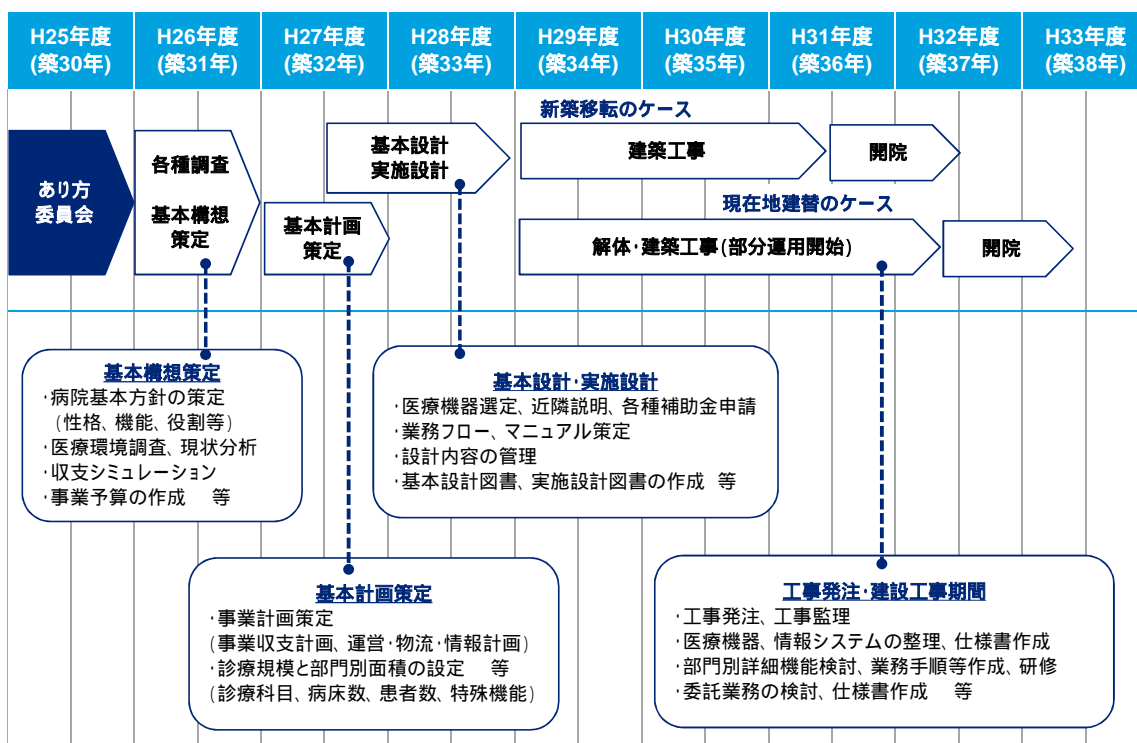 H25年度 H26年度 H27年度 H28年度 H29年度 H30年度 H31年度 H32年度 H33年度
(築30年) (築31年) (築32年) (築33年) (築34年) (築35年) (築36年) (築37年) (築38年)
あり方
委員会
各種調査
基本構想
策定
基本計画
策定
基本設計
実施設計
新築移転のケース
建築工事
開院
現在地建替のケース
解体・建築工事(部分運用開始)
開院
基本構想策定
・病院基本方針の策定
(性格、機能、役割等)
・医療環境調査、現状分析
・収支シミュレーション
・事業予算の作成 等
基本設計・実施設計
・医療機器選定、近隣説明、各種補助金申請
・業務フロー、マニュアル策定
・設計内容の管理
・基本設計図書、実施設計図書の作成 等
基本計画策定
・事業計画策定
(事業収支計画、運営・物流・情報計画)
・診療規模と部門別面積の設定 等
(診療科目、病床数、患者数、特殊機能)
工事発注・建設工事期間
・工事発注、工事監理
・医療機器、情報システムの整理、仕様書作成
・部門別詳細機能検討、業務手順等作成、研修
・委託業務の検討、仕様書作成 等